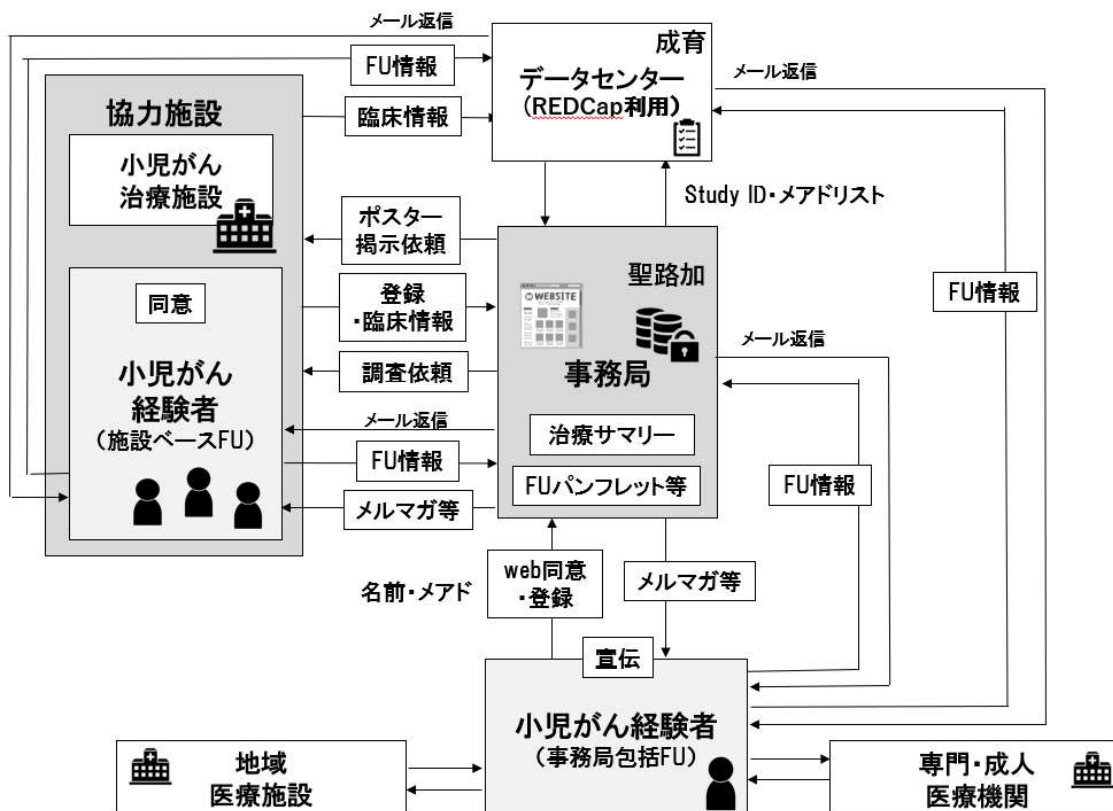 メール返信
FU情報
臨床情報
成育
データセンター
(REDCap利用)
メール返信
協力施設
小児がん
治療施設
Study ID・メアドリスト
ポスター
掲示依頼
登録
・臨床情報
調査依頼
メール返信
FU情報
メルマガ等
同意
小児がん
経験者
(施設ベースFU)
聖路加
WEBSITE
事務局
治療サマリー
FUパンフレット等
メール返信
FU情報
FU情報
名前・メアド
web同意
・登録
メルマガ等
宣伝
小児がん経験者
(事務局包括FU)
地域
医療施設
専門・成人
医療機関